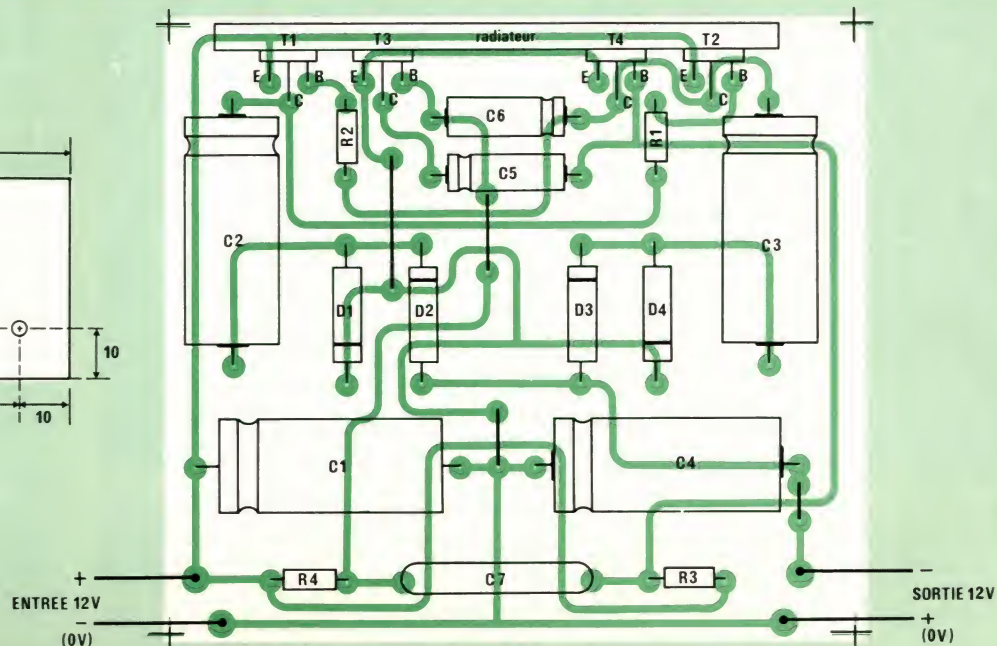 T1 T3 radiateur T4 T2
E B E B E B E B
C C C C
C6
R2 R1
C5
C2 C3
D1 D2 D3 D4
10
10
C1 C4
+ R4 C7 R3 -
ENTREE 12V SORTIE 12V
- +
(0V) (0V)